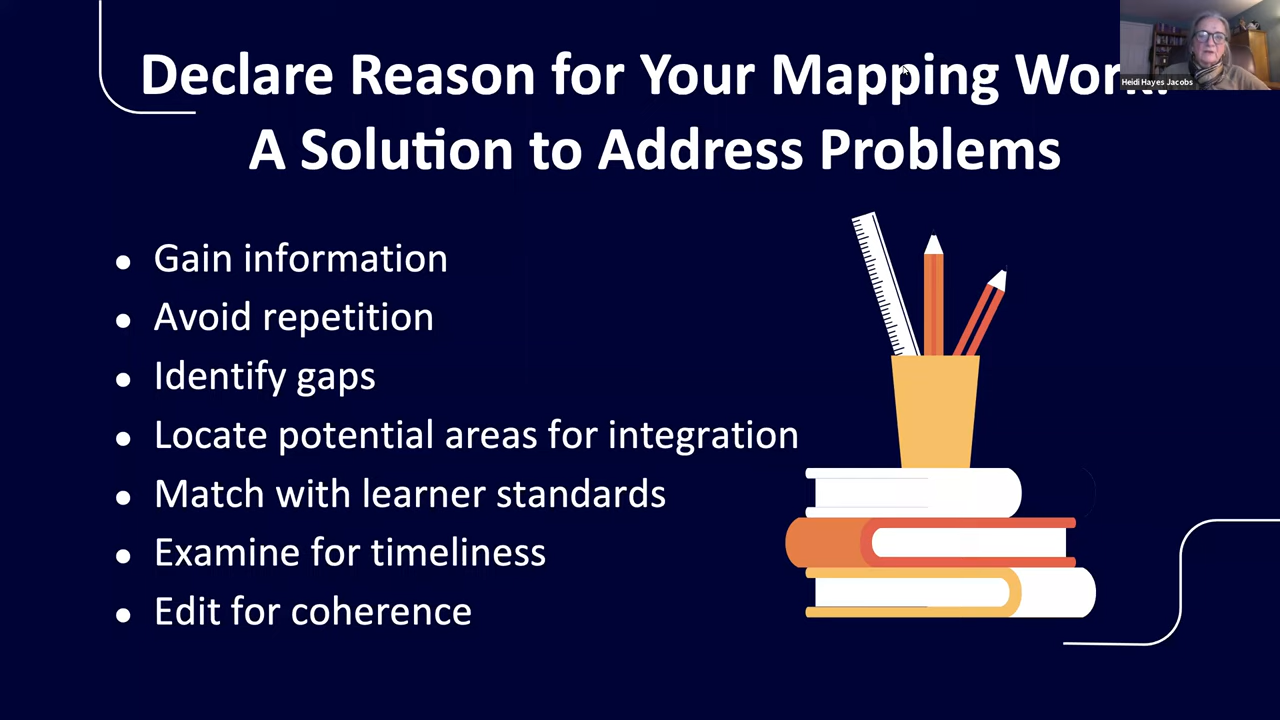 Declare Reason for Your Mapping Work:
A Solution to Address Problems
Heidi Hayes Jacobs
• Gain information
• Avoid repetition
• Identify gaps
• Locate potential areas for integration
• Match with learner standards
• Examine for timeliness
• Edit for coherence